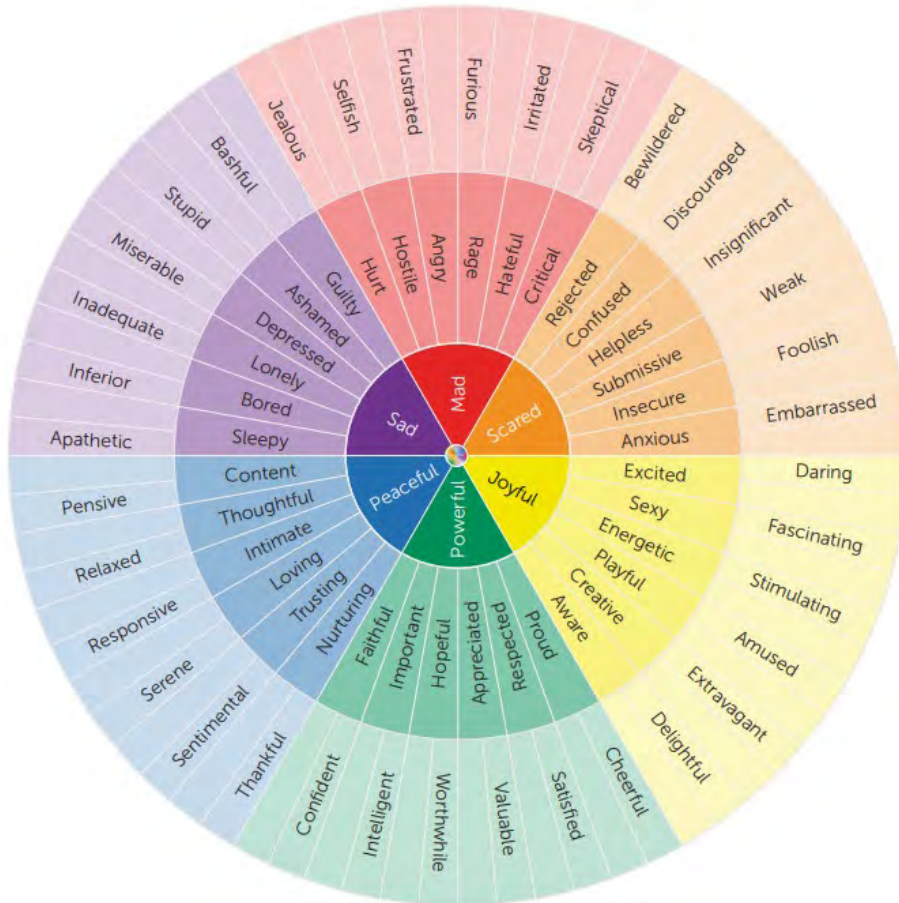 Mad
Hurt
Hostile
Angry
Rage
Hateful
Critical
Jealous
Selfish
Frustrated
Furious
Irritated
Skeptical
Scared
Rejected
Confused
Helpless
Submissive
Insecure
Anxious
Bewildered
Discouraged
Insignificant
Weak
Foolish
Embarrassed
Joyful
Excited
Sexy
Energetic
Playful
Creative
Aware
Daring
Fascinating
Stimulating
Amused
Extravagant
Delightful
Powerful
Proud
Respected
Appreciated
Hopeful
Important
Faithful
Cheerful
Satisfied
Valuable
Worthwhile
Intelligent
Confident
Peaceful
Nurturing
Trusting
Loving
Intimate
Thoughtful
Content
Thankful
Sentimental
Serene
Responsive
Relaxed
Pensive
Sad
Sleepy
Bored
Lonely
Depressed
Ashamed
Guilty
Apathetic
Inferior
Inadequate
Miserable
Stupid
Bashful